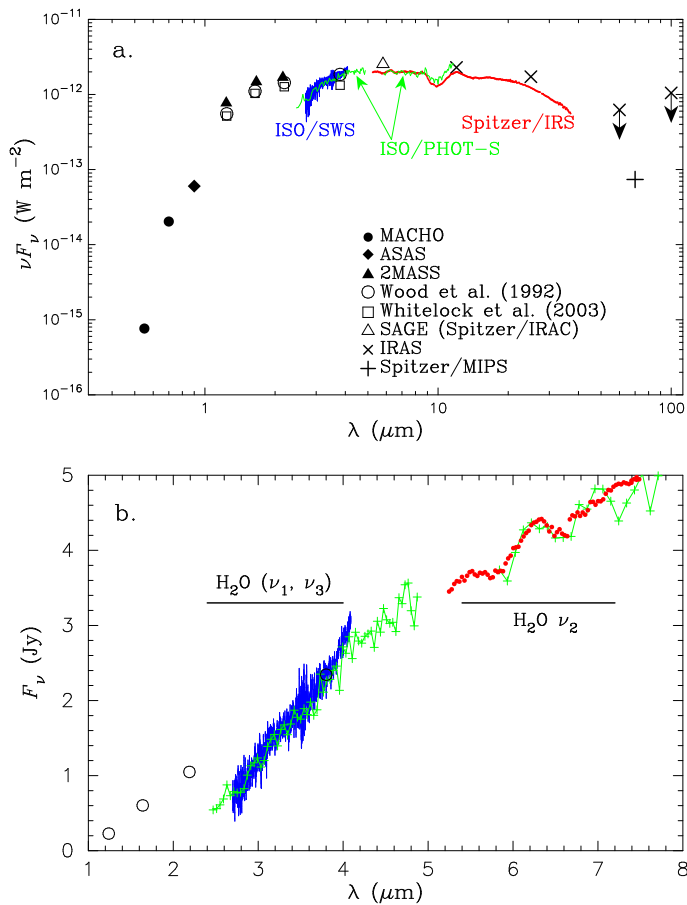 10⁻¹¹
a.
10⁻¹²
ISO/SWS
Spitzer/IRS
ISO/PHOT-S
10⁻¹³
νFν (W m⁻²)
10⁻¹⁴
MACHO
ASAS
2MASS
Wood et al. (1992)
10⁻¹⁵
Whitelock et al. (2003)
SAGE (Spitzer/IRAC)
IRAS
Spitzer/MIPS
10⁻¹⁶
1 10 100
λ (μm)
5
b.
4
H₂O (ν₁, ν₃)
3
H₂O ν₂
Fν (Jy)
2
1
0
1 2 3 4 5 6 7 8
λ (μm)